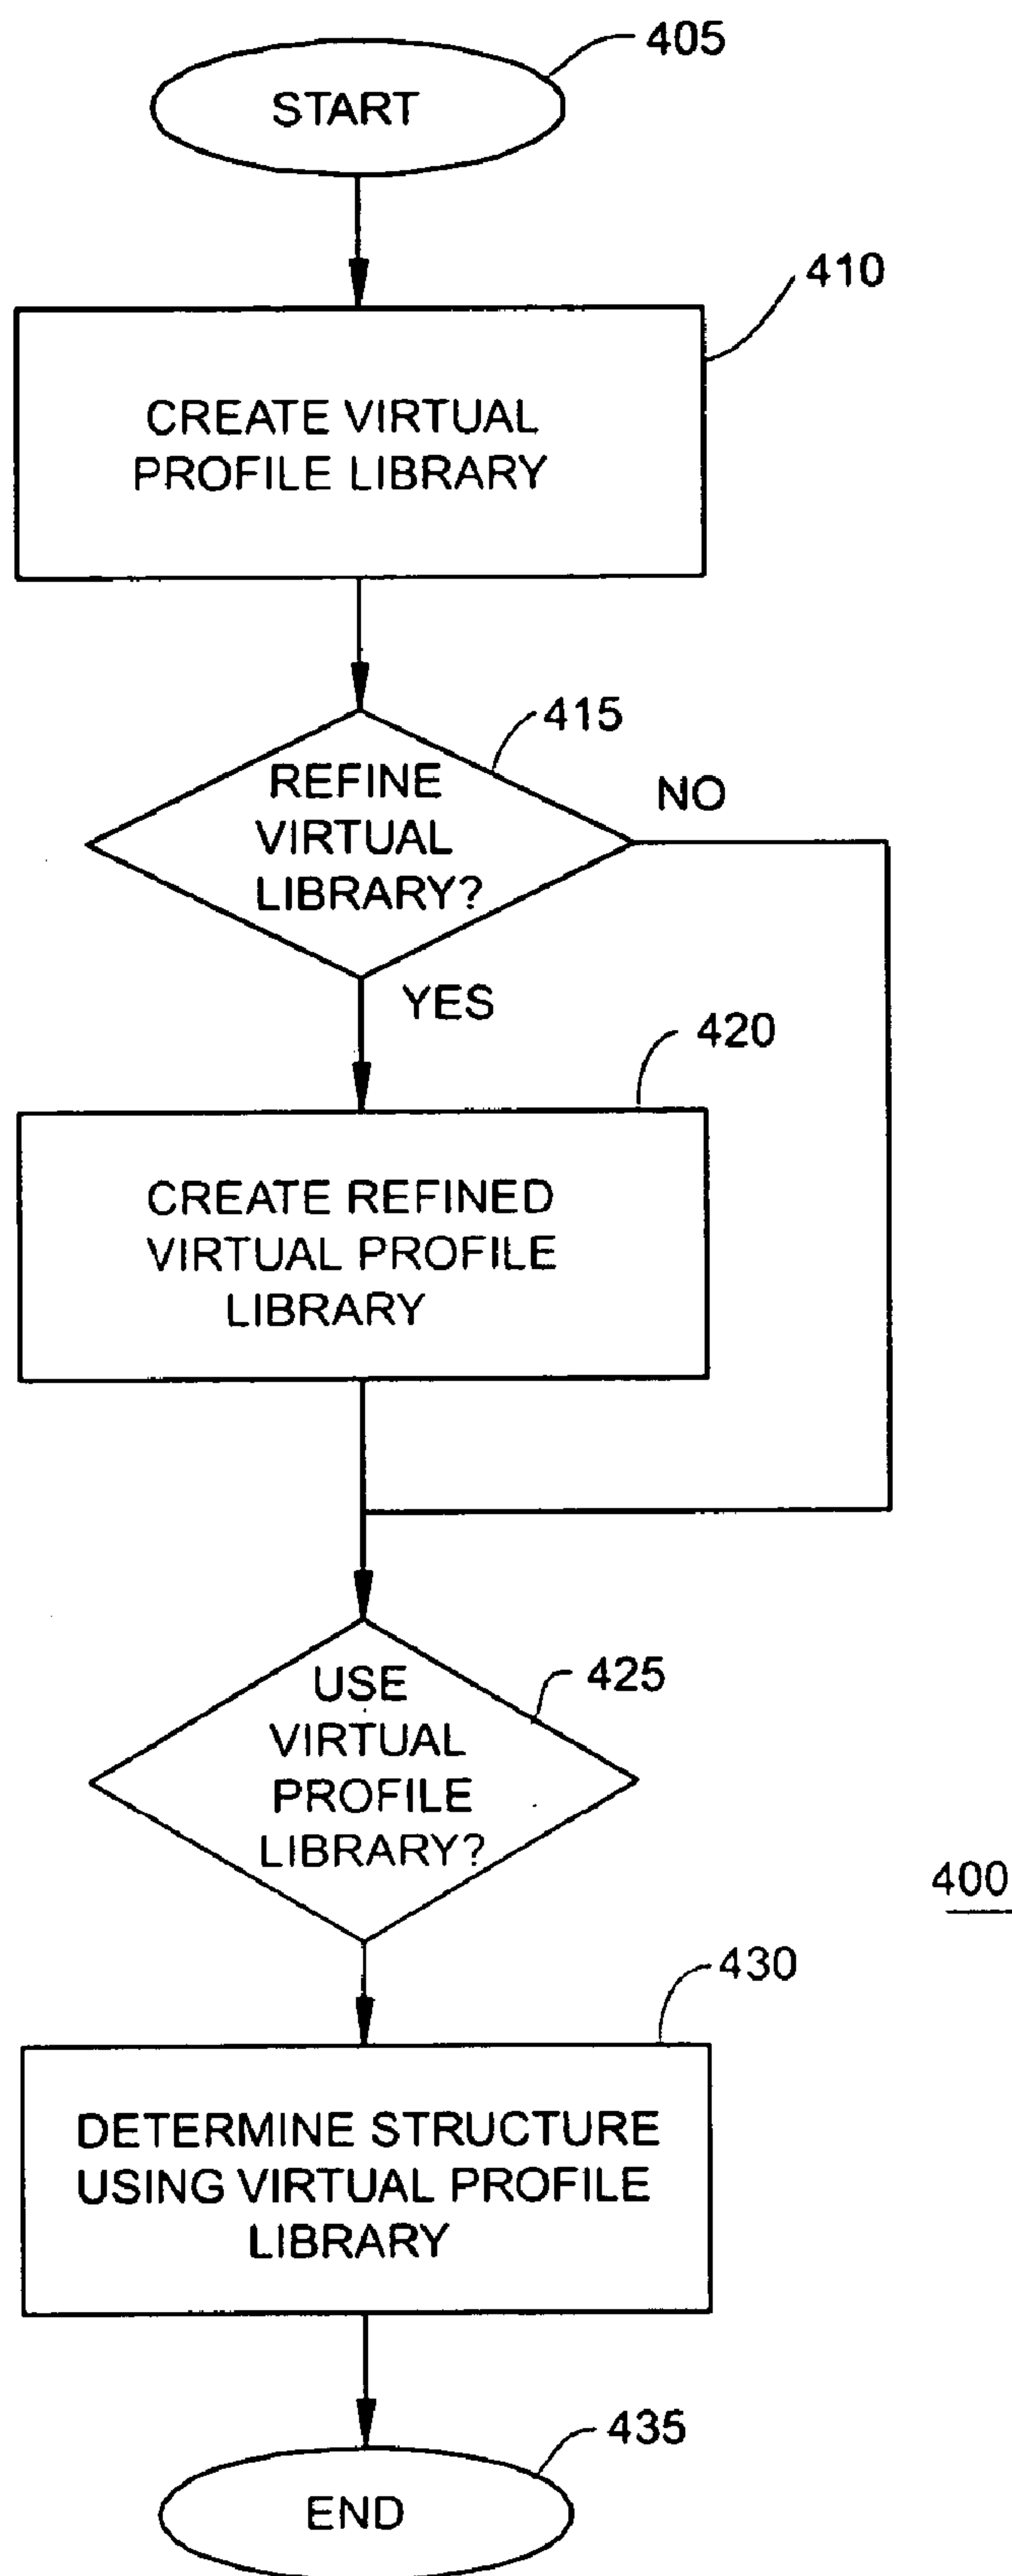 405
START
410
CREATE VIRTUAL
PROFILE LIBRARY
415
REFINE
VIRTUAL
LIBRARY?
NO
YES
420
CREATE REFINED
VIRTUAL PROFILE
LIBRARY
425
USE
VIRTUAL
PROFILE
LIBRARY?
400
430
DETERMINE STRUCTURE
USING VIRTUAL PROFILE
LIBRARY
435
END